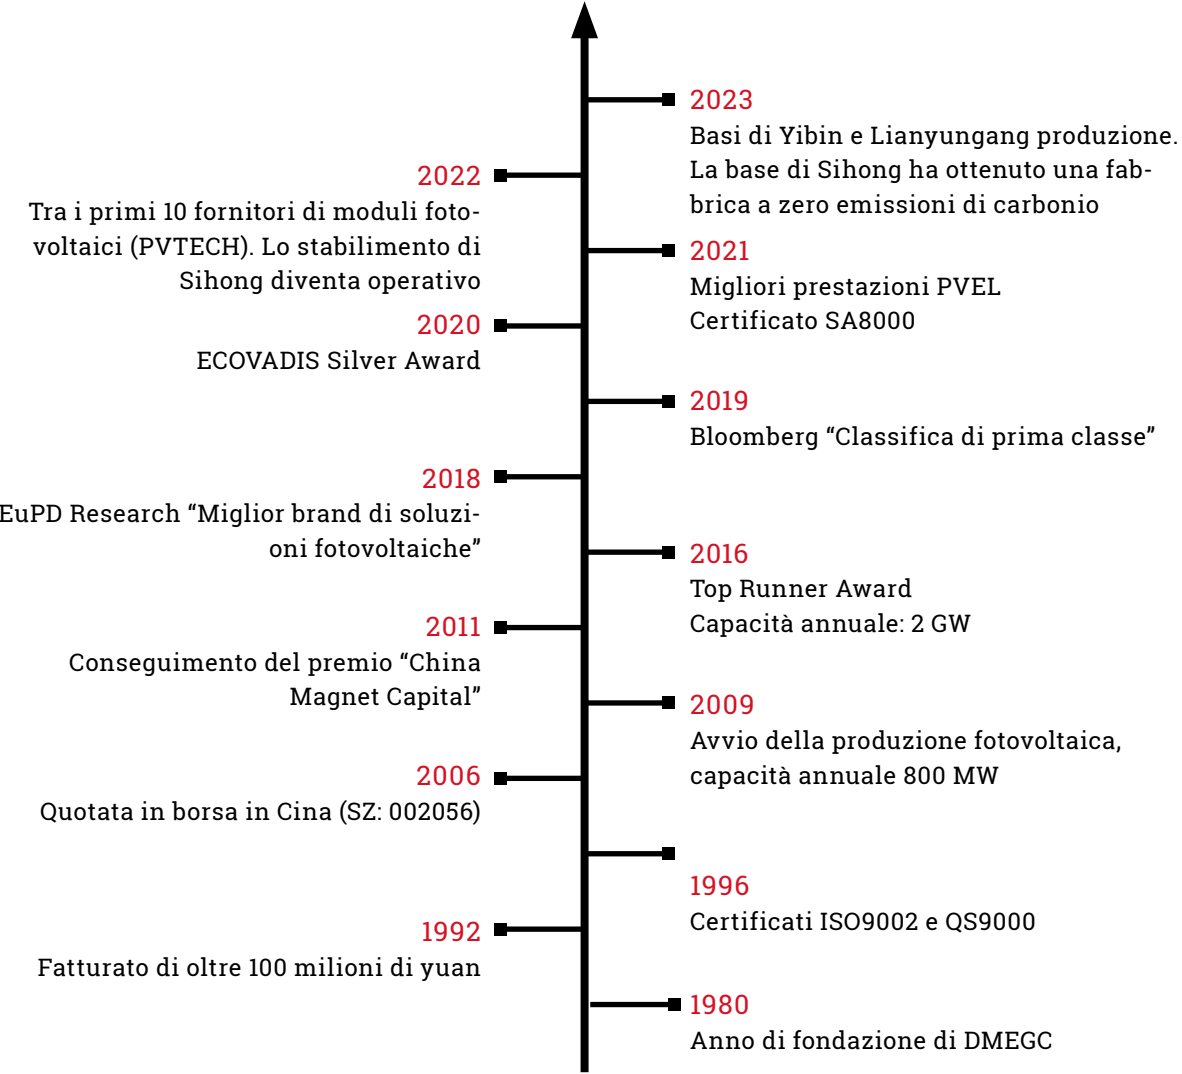 2023
Basi di Yibin e Lianyungang produzione.
La base di Sihong ha ottenuto una fab-
brica a zero emissioni di carbonio
2022
Tra i primi 10 fornitori di moduli foto-
voltaici (PVTECH). Lo stabilimento di
Sihong diventa operativo
2021
Migliori prestazioni PVEL
Certificato SA8000
2020
ECOVADIS Silver Award
2019
Bloomberg “Classifica di prima classe”
2018
EuPD Research “Miglior brand di soluzi-
oni fotovoltaiche”
2016
Top Runner Award
Capacità annuale: 2 GW
2011
Conseguimento del premio “China
Magnet Capital”
2009
Avvio della produzione fotovoltaica,
capacità annuale 800 MW
2006
Quotata in borsa in Cina (SZ: 002056)
1996
Certificati ISO9002 e QS9000
1992
Fatturato di oltre 100 milioni di yuan
1980
Anno di fondazione di DMEGC